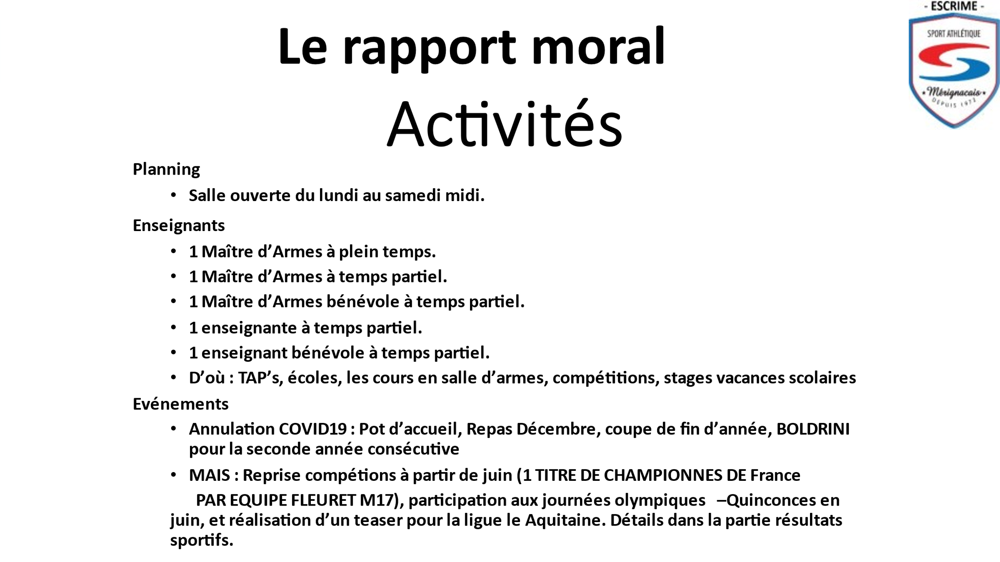 - ESCRIME -
SPORT ATHLÉTIQUE
Mérignacais
DEPUIS 1972
Le rapport moral
Activités
Planning
• Salle ouverte du lundi au samedi midi.
Enseignants
• 1 Maître d’Armes à plein temps.
• 1 Maître d’Armes à temps partiel.
• 1 Maître d’Armes bénévole à temps partiel.
• 1 enseignante à temps partiel.
• 1 enseignant bénévole à temps partiel.
• D’où : TAP’s, écoles, les cours en salle d’armes, compétitions, stages vacances scolaires
Evénements
• Annulation COVID19 : Pot d’accueil, Repas Décembre, coupe de fin d’année, BOLDRINI
pour la seconde année consécutive
• MAIS : Reprise compétions à partir de juin (1 TITRE DE CHAMPIONNES DE France
PAR EQUIPE FLEURET M17), participation aux journées olympiques –Quinconces en
juin, et réalisation d’un teaser pour la ligue le Aquitaine. Détails dans la partie résultats
sportifs.